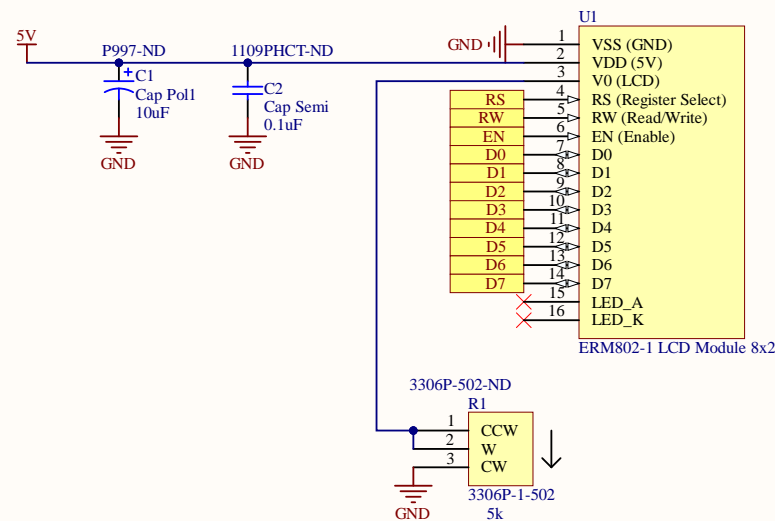 5V
P997-ND
C1
Cap Pol1
10uF
GND
1109PHCT-ND
C2
Cap Semi
0.1uF
GND
GND
U1
1 VSS (GND)
2 VDD (5V)
3 V0 (LCD)
RS 4 RS (Register Select)
RW 5 RW (Read/Write)
EN 6 EN (Enable)
D0 7 D0
D1 8 D1
D2 9 D2
D3 10 D3
D4 11 D4
D5 12 D5
D6 13 D6
D7 14 D7
15 LED_A
16 LED_K
ERM802-1 LCD Module 8x2
3306P-502-ND
R1
1 CCW
2 W
3 CW
3306P-1-502
5k
GND